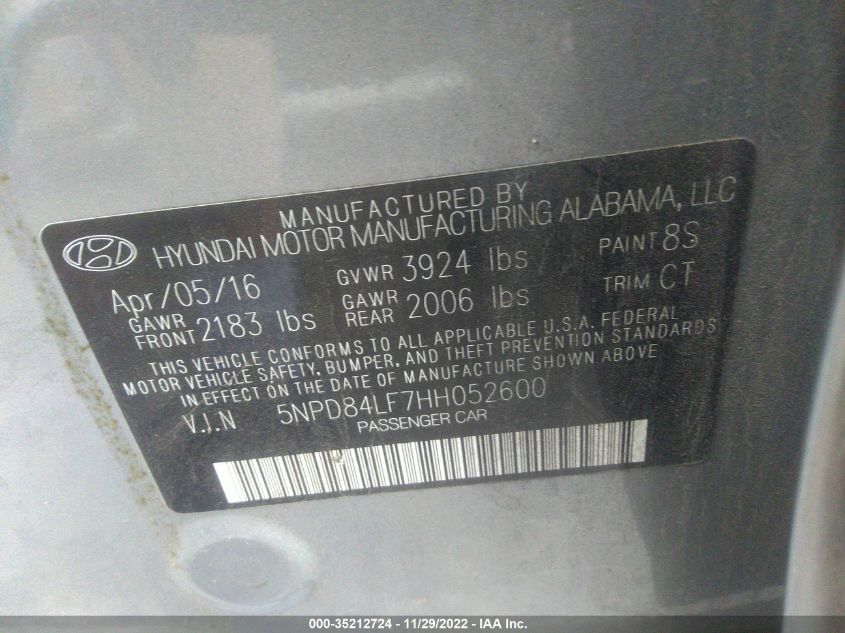 MANUFACTURED BY
HYUNDAI MOTOR MANUFACTURING ALABAMA, LLC
Apr/05/16 GVWR 3924 lbs PAINT 8S
GAWR FRONT 2183 lbs GAWR REAR 2006 lbs TRIM CT
THIS VEHICLE CONFORMS TO ALL APPLICABLE U.S.A. FEDERAL
MOTOR VEHICLE SAFETY, BUMPER, AND THEFT PREVENTION STANDARDS
IN EFFECT ON THE DATE OF MANUFACTURE SHOWN ABOVE
V.I.N 5NPD84LF7HH052600
PASSENGER CAR
000-35212724 - 11/29/2022 - IAA Inc.